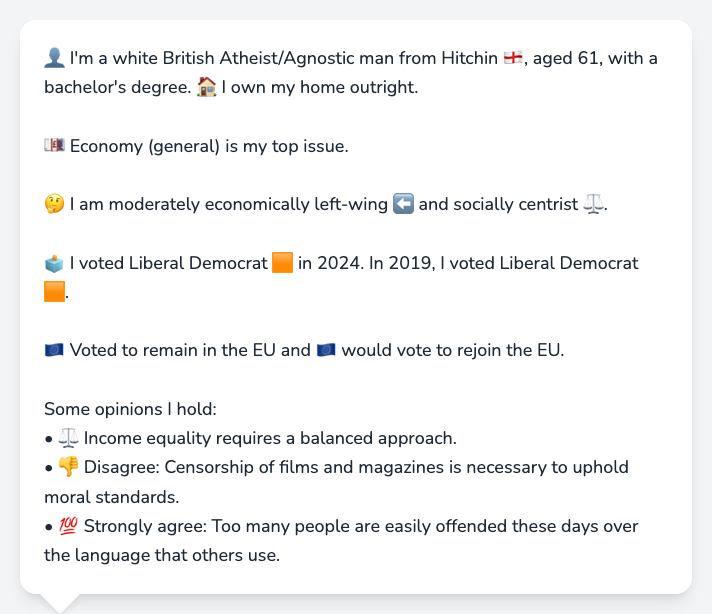 👤 I'm a white British Atheist/Agnostic man from Hitchin 🏴󠁧󠁢󠁥󠁮󠁧󠁿, aged 61, with a
bachelor's degree. 🏠 I own my home outright.
💷 Economy (general) is my top issue.
🤔 I am moderately economically left-wing ⬅️ and socially centrist ⚖️.
🗳️ I voted Liberal Democrat 🟧 in 2024. In 2019, I voted Liberal Democrat
🟧.
🇪🇺 Voted to remain in the EU and 🇪🇺 would vote to rejoin the EU.
Some opinions I hold:
• ⚖️ Income equality requires a balanced approach.
• 👎 Disagree: Censorship of films and magazines is necessary to uphold
moral standards.
• 💯 Strongly agree: Too many people are easily offended these days over
the language that others use.